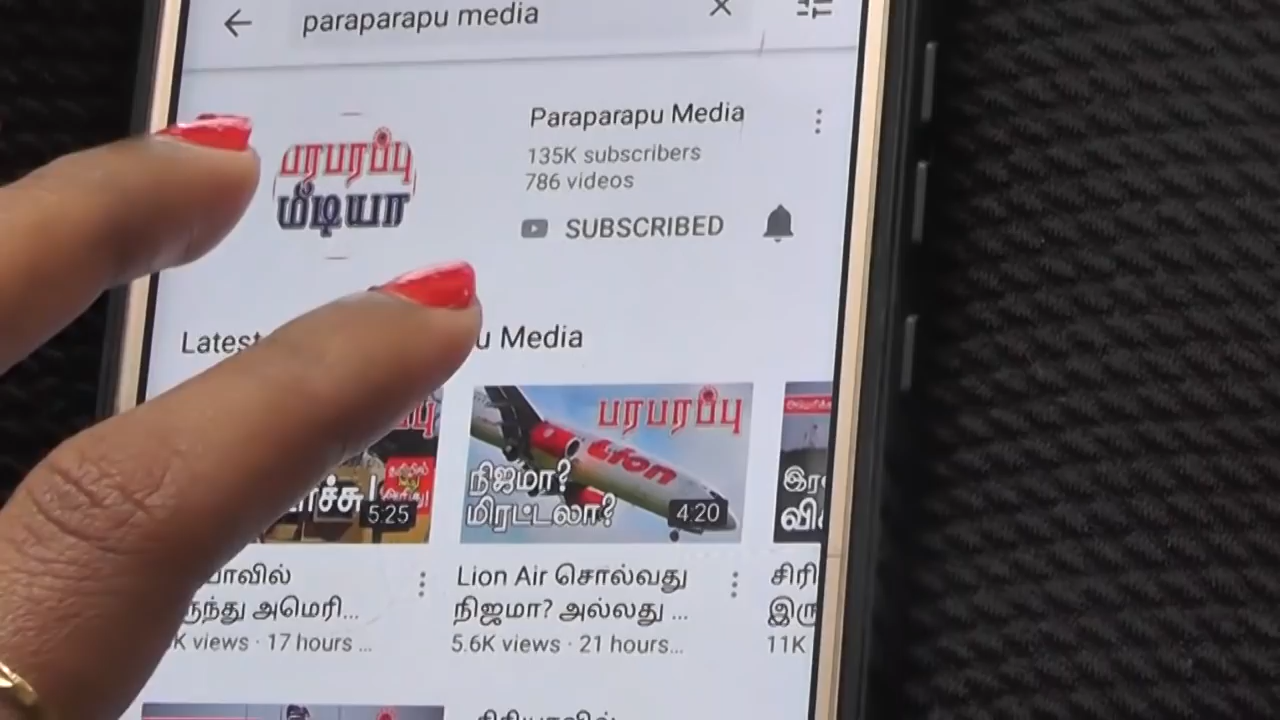 paraparapu media
பரபரப்பு
மீடியா
Paraparapu Media
135K subscribers
786 videos
SUBSCRIBED
Latest
Media
5:25
பரபரப்பு
Lion
நிஜமா?
மிரட்டலா?
4:20
Lion Air சொல்வது
நிஜமா? அல்லது ...
5.6K views · 21 hours...
views · 17 hours ...
11K